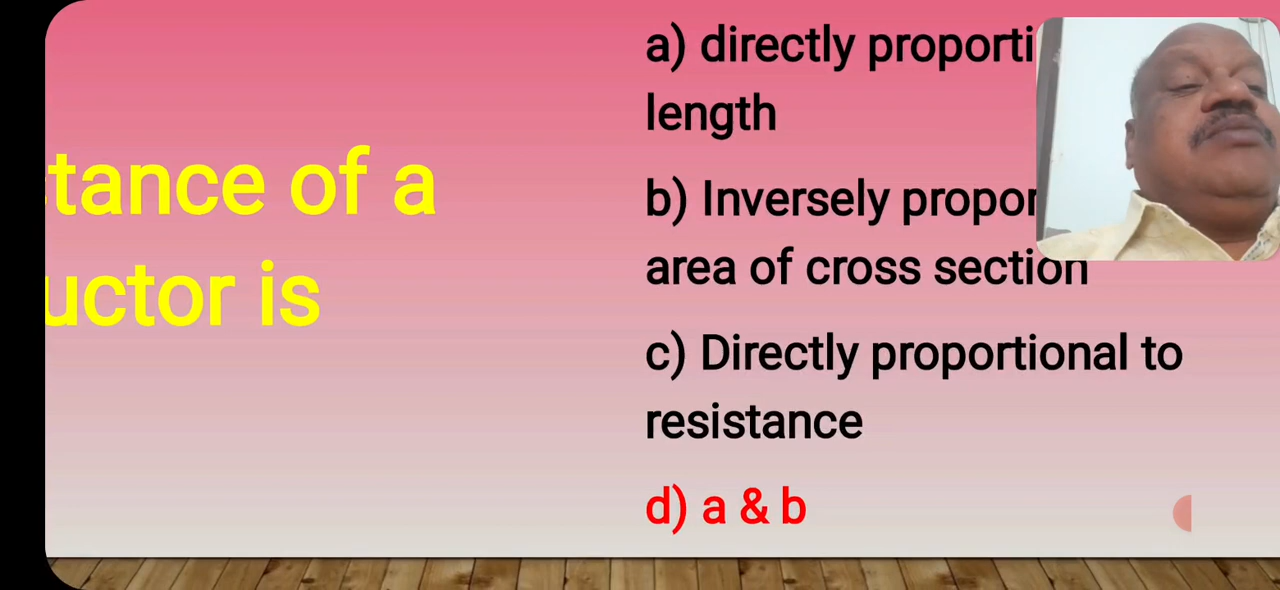 tance of a
uctor is
a) directly proporti
length
b) Inversely propor
area of cross section
c) Directly proportional to
resistance
d) a & b